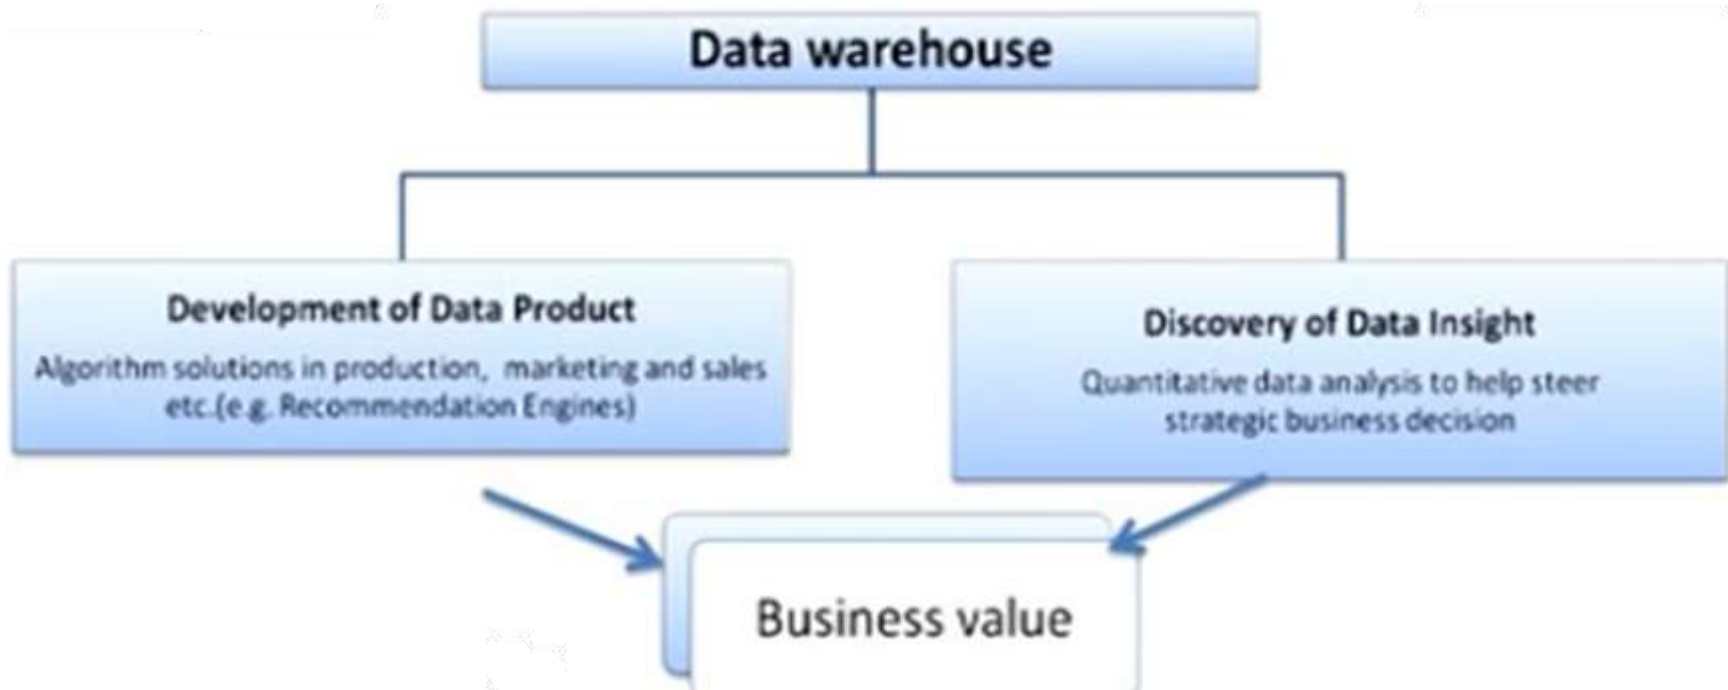 Data warehouse
Development of Data Product
Algorithm solutions in production, marketing and sales
etc.(e.g. Recommendation Engines)
Discovery of Data Insight
Quantitative data analysis to help steer
strategic business decision
Business value